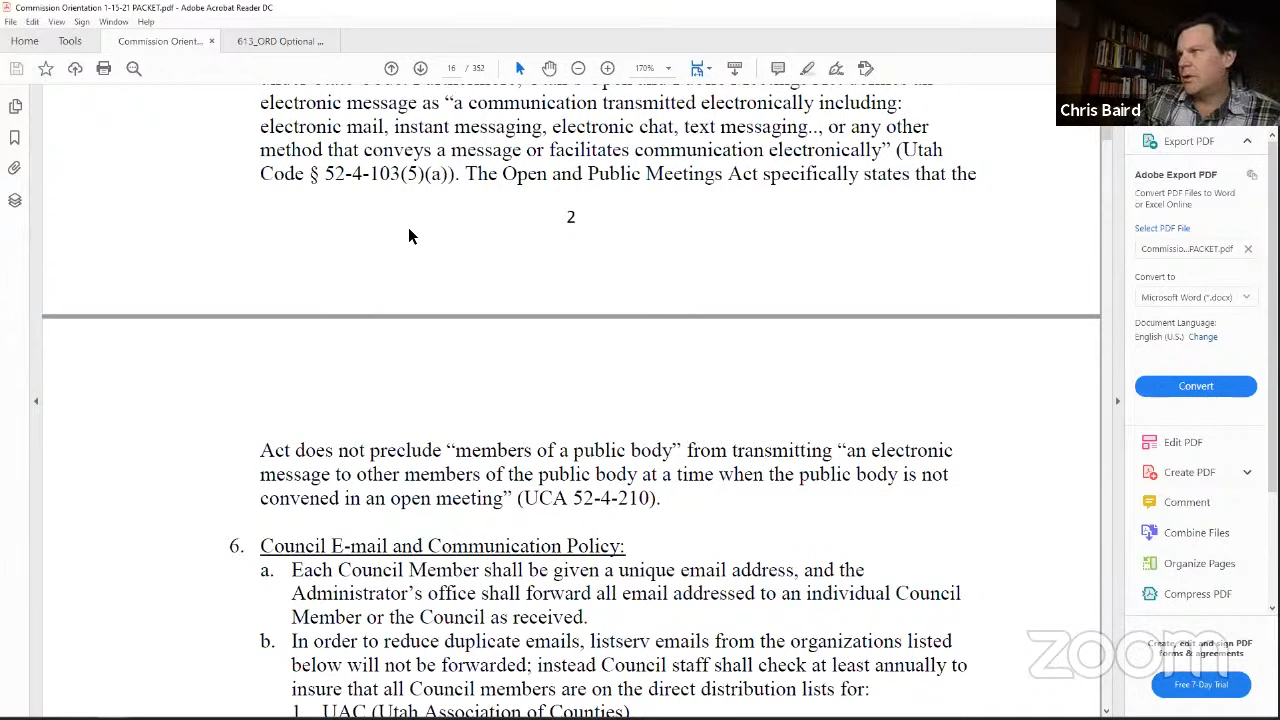 Commission Orientation 1-15-21 PACKET.pdf - Adobe Acrobat Reader DC
File Edit View Sign Window Help
Home Tools Commission Orient... × 613_ORD Optional ...
16 / 352 170%
electronic message as “a communication transmitted electronically including:
electronic mail, instant messaging, electronic chat, text messaging.., or any other
method that conveys a message or facilitates communication electronically” (Utah
Code § 52-4-103(5)(a)). The Open and Public Meetings Act specifically states that the
2
Act does not preclude “members of a public body” from transmitting “an electronic
message to other members of the public body at a time when the public body is not
convened in an open meeting” (UCA 52-4-210).
6. Council E-mail and Communication Policy:
a. Each Council Member shall be given a unique email address, and the
Administrator’s office shall forward all email addressed to an individual Council
Member or the Council as received.
b. In order to reduce duplicate emails, listserv emails from the organizations listed
below will not be forwarded; instead Council staff shall check at least annually to
insure that all Council members are on the direct distribution lists for:
1. UAC (Utah Association of Counties)
Chris Baird
Export PDF
Adobe Export PDF
Convert PDF Files to Word
or Excel Online
Select PDF File
Commissio...PACKET.pdf ×
Convert to
Microsoft Word (*.docx)
Document Language:
English (U.S.) Change
Convert
Edit PDF
Create PDF
Comment
Combine Files
Organize Pages
Compress PDF
zoom
Create, edit and sign PDF
forms & agreements
Free 7-Day Trial